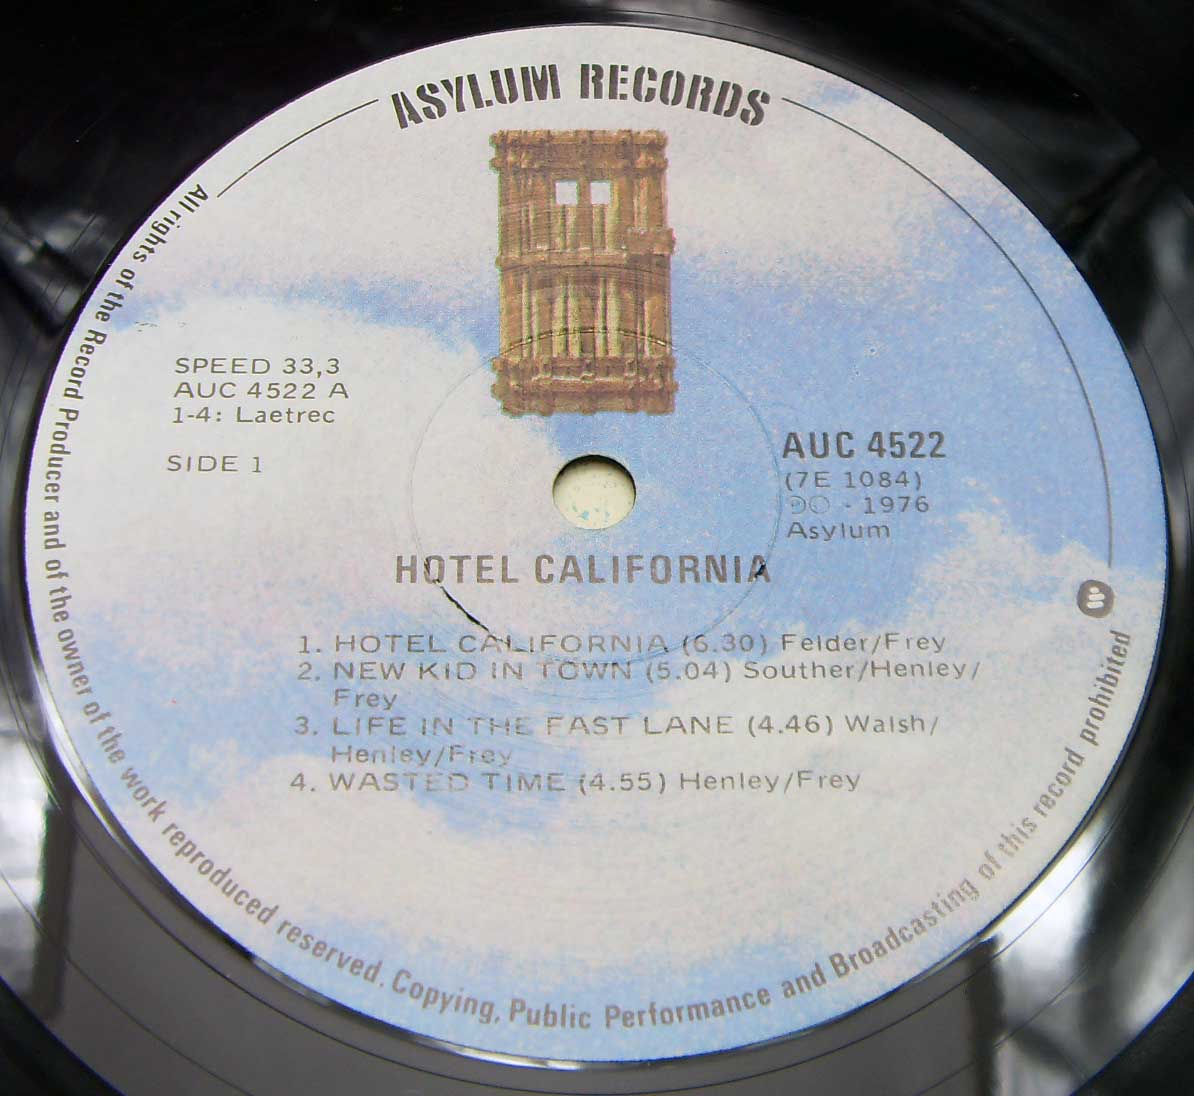 ASYLUM RECORDS
SPEED 33,3
AUC 4522 A
1-4: Laetrec
SIDE 1
AUC 4522
(7E 1084)
℗© - 1976
Asylum
HOTEL CALIFORNIA
1. HOTEL CALIFORNIA (6.30) Felder/Frey
2. NEW KID IN TOWN (5.04) Souther/Henley/
Frey
3. LIFE IN THE FAST LANE (4.46) Walsh/
Henley/Frey
4. WASTED TIME (4.55) Henley/Frey
All rights of the Record Producer and of the owner of the work reproduced reserved. Copying, Public Performance and Broadcasting of this record prohibited